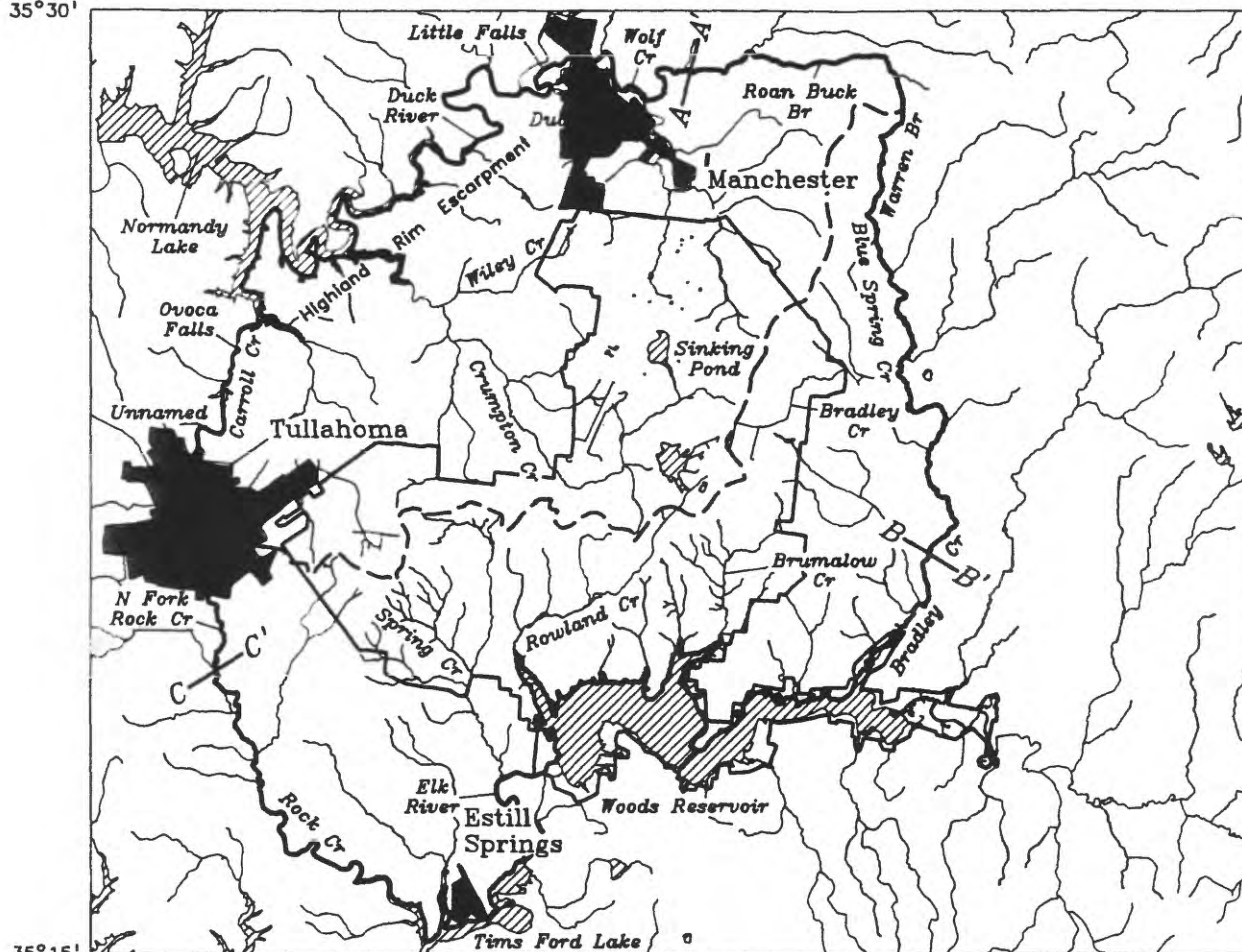 35°30'
Little Falls
Wolf
Cr
A
A'
Duck
River
Du
Roan Buck
Br
Warren Br
Manchester
Escarpment
Rim
Highland
Normandy
Lake
Wiley Cr
Blue Spring Cr
Ovoca
Falls
Carroll Cr
Sinking
Pond
Crumpton
Cr
Bradley
Cr
Unnamed
Tullahoma
B
B'
Cr
Bradley
Brumalow
Cr
N Fork
Rock Cr
C
C'
Spring Cr
Rowland Cr
Elk
River
Woods Reservoir
Estill
Springs
Rock Cr
Tims Ford Lake
35°15'